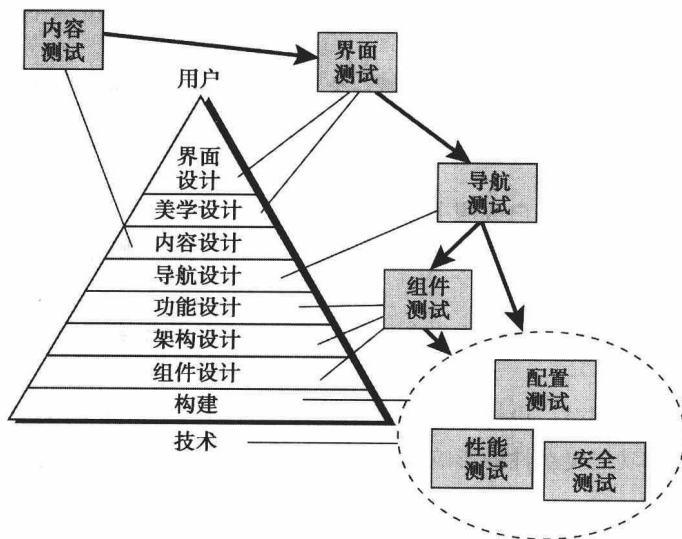 内容
测试
界面
测试
用户
界面
设计
美学设计
内容设计
导航设计
功能设计
架构设计
组件设计
构建
技术
导航
测试
组件
测试
配置
测试
性能
测试
安全
测试